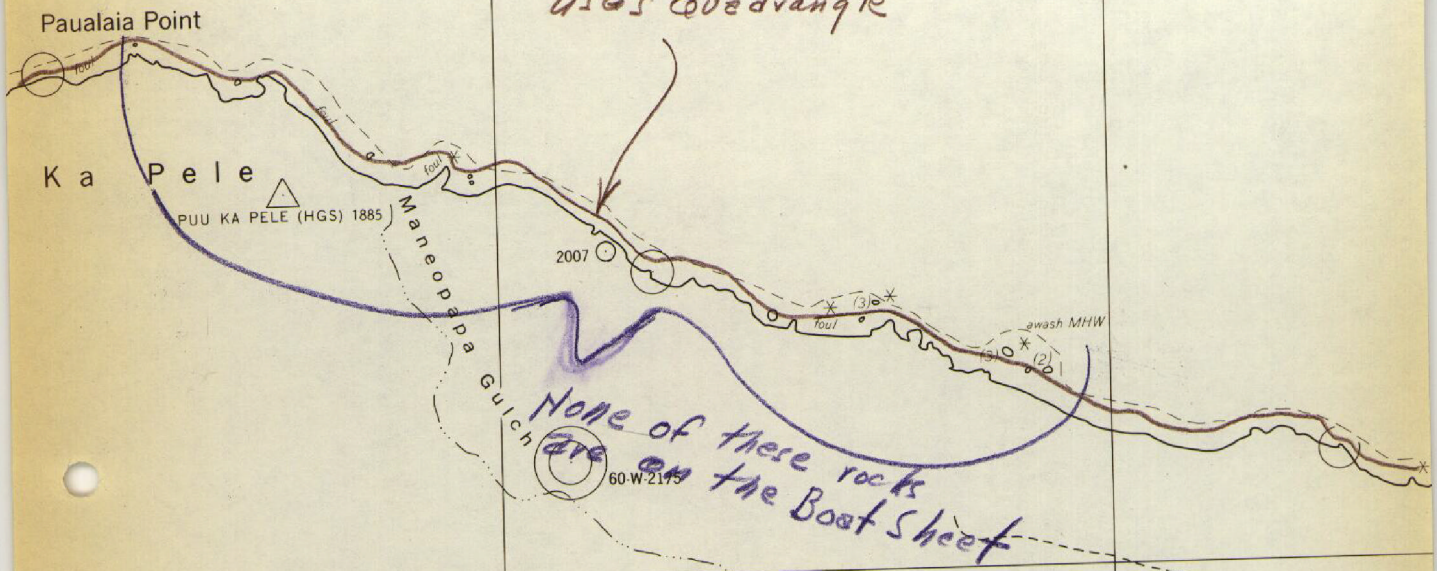 USGS Quadrangle
Paualaia Point
foul
foul
foul
Ka Pele
PUU KA PELE (HGS) 1885
Maneopapa Gulch
2007
(3)
foul
awash MHW
(3)
(2)
None of these rocks
are on the Boat Sheet
60-W-2175